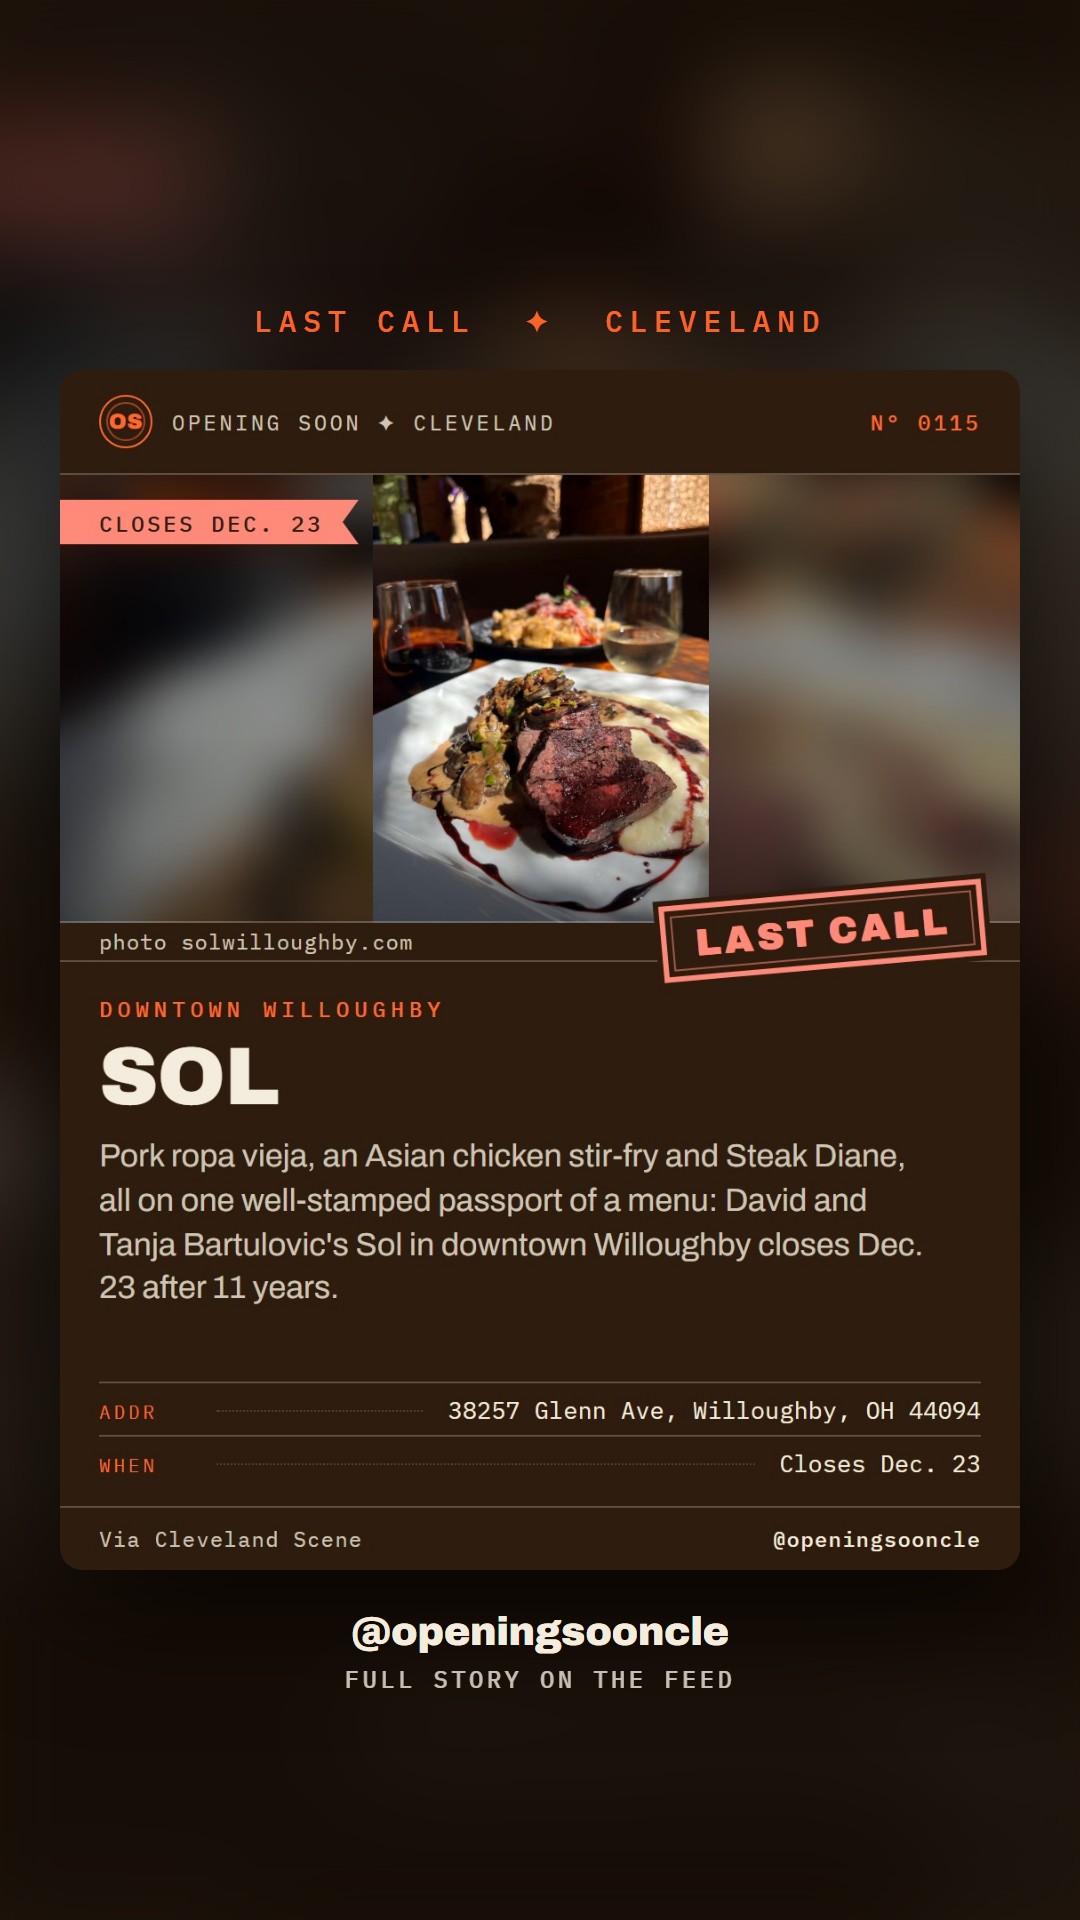 LAST CALL ✦ CLEVELAND
OS OPENING SOON ✦ CLEVELAND N° 0115
CLOSES DEC. 23
photo solwilloughby.com
LAST CALL
DOWNTOWN WILLOUGHBY
SOL
Pork ropa vieja, an Asian chicken stir-fry and Steak Diane,
all on one well-stamped passport of a menu: David and
Tanja Bartulovic's Sol in downtown Willoughby closes Dec.
23 after 11 years.
ADDR 38257 Glenn Ave, Willoughby, OH 44094
WHEN Closes Dec. 23
Via Cleveland Scene @openingsooncle
@openingsooncle
FULL STORY ON THE FEED